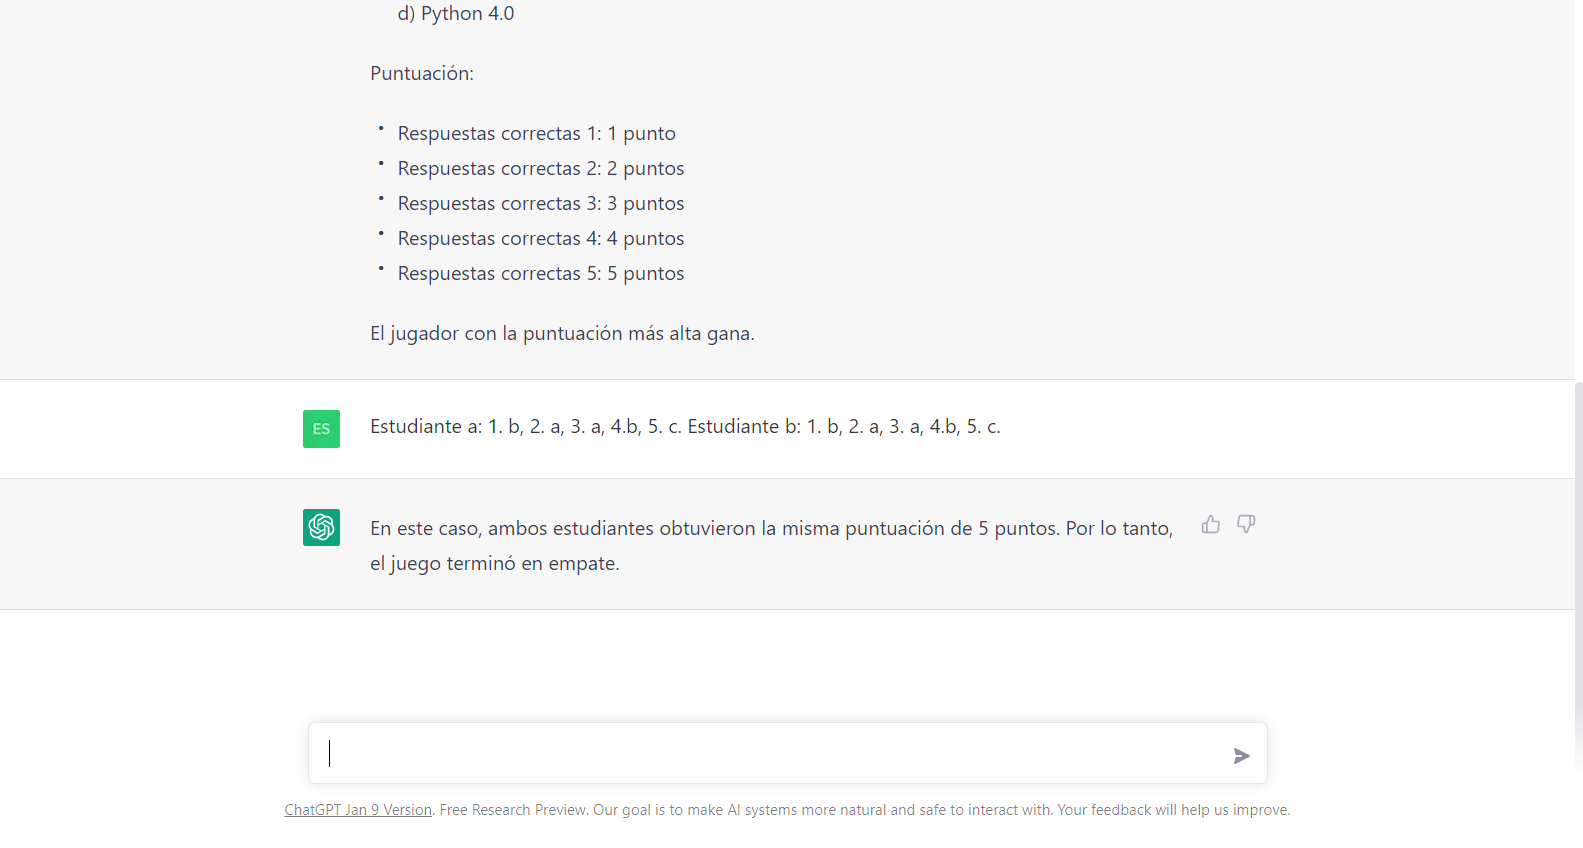 d) Python 4.0
Puntuación:
• Respuestas correctas 1: 1 punto
• Respuestas correctas 2: 2 puntos
• Respuestas correctas 3: 3 puntos
• Respuestas correctas 4: 4 puntos
• Respuestas correctas 5: 5 puntos
El jugador con la puntuación más alta gana.
ES
Estudiante a: 1. b, 2. a, 3. a, 4.b, 5. c. Estudiante b: 1. b, 2. a, 3. a, 4.b, 5. c.
En este caso, ambos estudiantes obtuvieron la misma puntuación de 5 puntos. Por lo tanto,
el juego terminó en empate.
ChatGPT Jan 9 Version. Free Research Preview. Our goal is to make AI systems more natural and safe to interact with. Your feedback will help us improve.